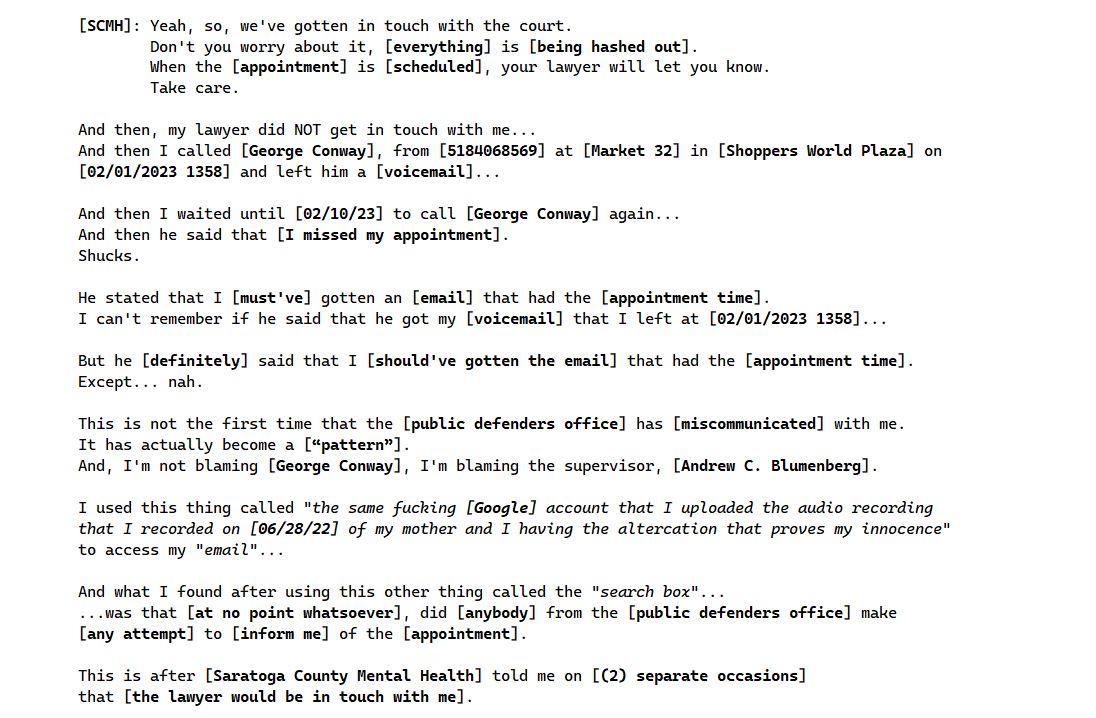 [SCMH]: Yeah, so, we've gotten in touch with the court.
Don't you worry about it, [everything] is [being hashed out].
When the [appointment] is [scheduled], your lawyer will let you know.
Take care.
And then, my lawyer did NOT get in touch with me...
And then I called [George Conway], from [5184068569] at [Market 32] in [Shoppers World Plaza] on
[02/01/2023 1358] and left him a [voicemail]...
And then I waited until [02/10/23] to call [George Conway] again...
And then he said that [I missed my appointment].
Shucks.
He stated that I [must've] gotten an [email] that had the [appointment time].
I can't remember if he said that he got my [voicemail] that I left at [02/01/2023 1358]...
But he [definitely] said that I [should've gotten the email] that had the [appointment time].
Except... nah.
This is not the first time that the [public defenders office] has [miscommunicated] with me.
It has actually become a [“pattern”].
And, I'm not blaming [George Conway], I'm blaming the supervisor, [Andrew C. Blumenberg].
I used this thing called "the same fucking [Google] account that I uploaded the audio recording
that I recorded on [06/28/22] of my mother and I having the altercation that proves my innocence"
to access my "email"...
And what I found after using this other thing called the "search box"...
...was that [at no point whatsoever], did [anybody] from the [public defenders office] make
[any attempt] to [inform me] of the [appointment].
This is after [Saratoga County Mental Health] told me on [(2) separate occasions]
that [the lawyer would be in touch with me].